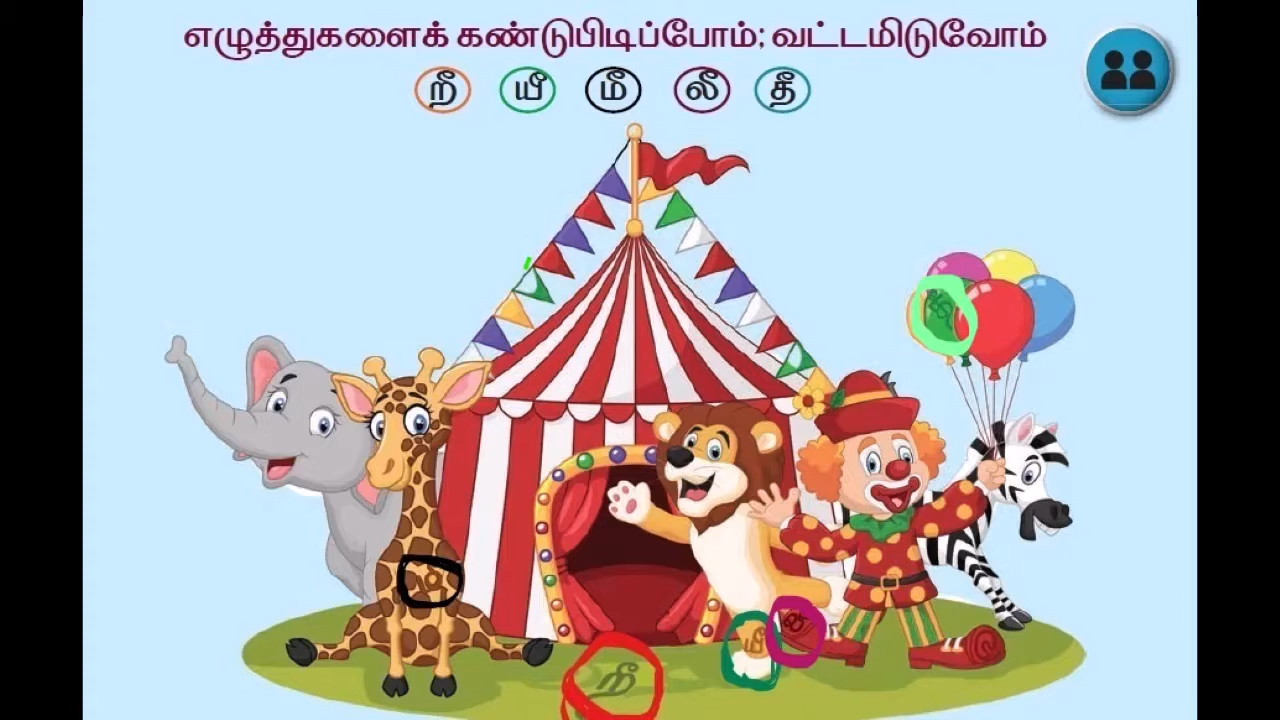 எழுத்துகளைக் கண்டுபிடிப்போம்; வட்டமிடுவோம்
றீ யீ மீ லீ தீ
தீ
மீ
யீ
றீ